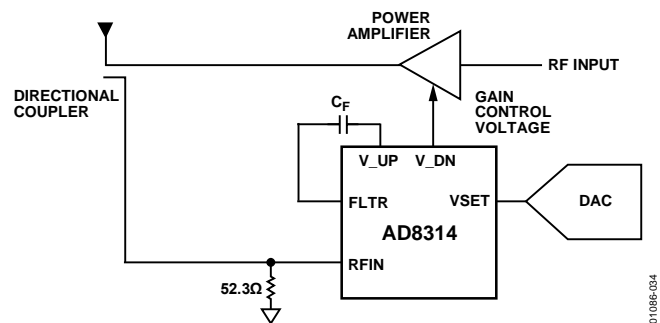 POWER
AMPLIFIER
RF INPUT
DIRECTIONAL
COUPLER
CF
GAIN
CONTROL
VOLTAGE
V_UP
V_DN
FLTR
VSET
DAC
AD8314
RFIN
52.3Ω
01086-034